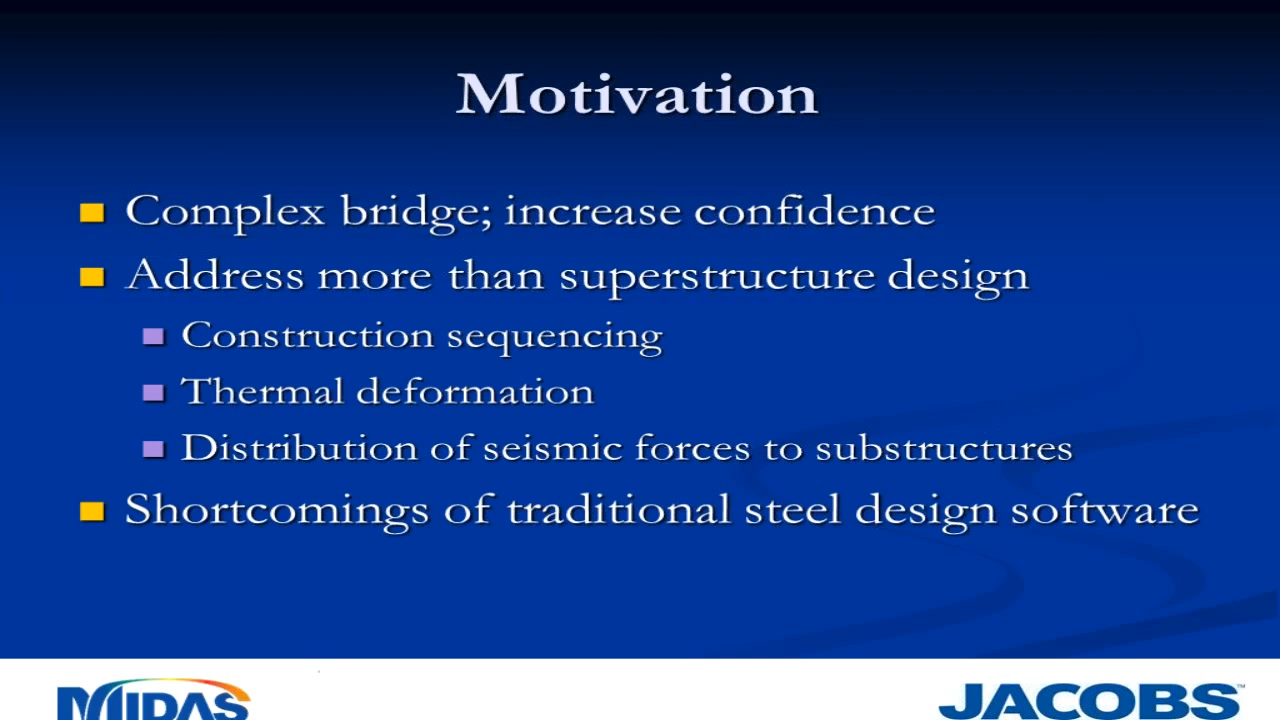 Motivation
Complex bridge; increase confidence
Address more than superstructure design
Construction sequencing
Thermal deformation
Distribution of seismic forces to substructures
Shortcomings of traditional steel design software
MIDAS
JACOBS™